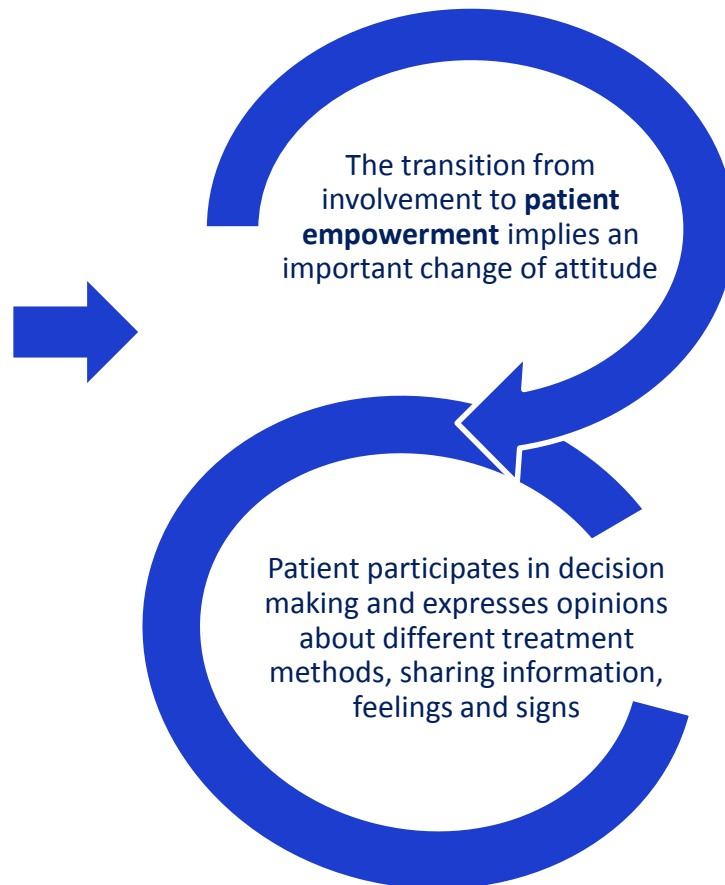 The transition from
involvement to patient
empowerment implies an
important change of attitude
Patient participates in decision
making and expresses opinions
about different treatment
methods, sharing information,
feelings and signs